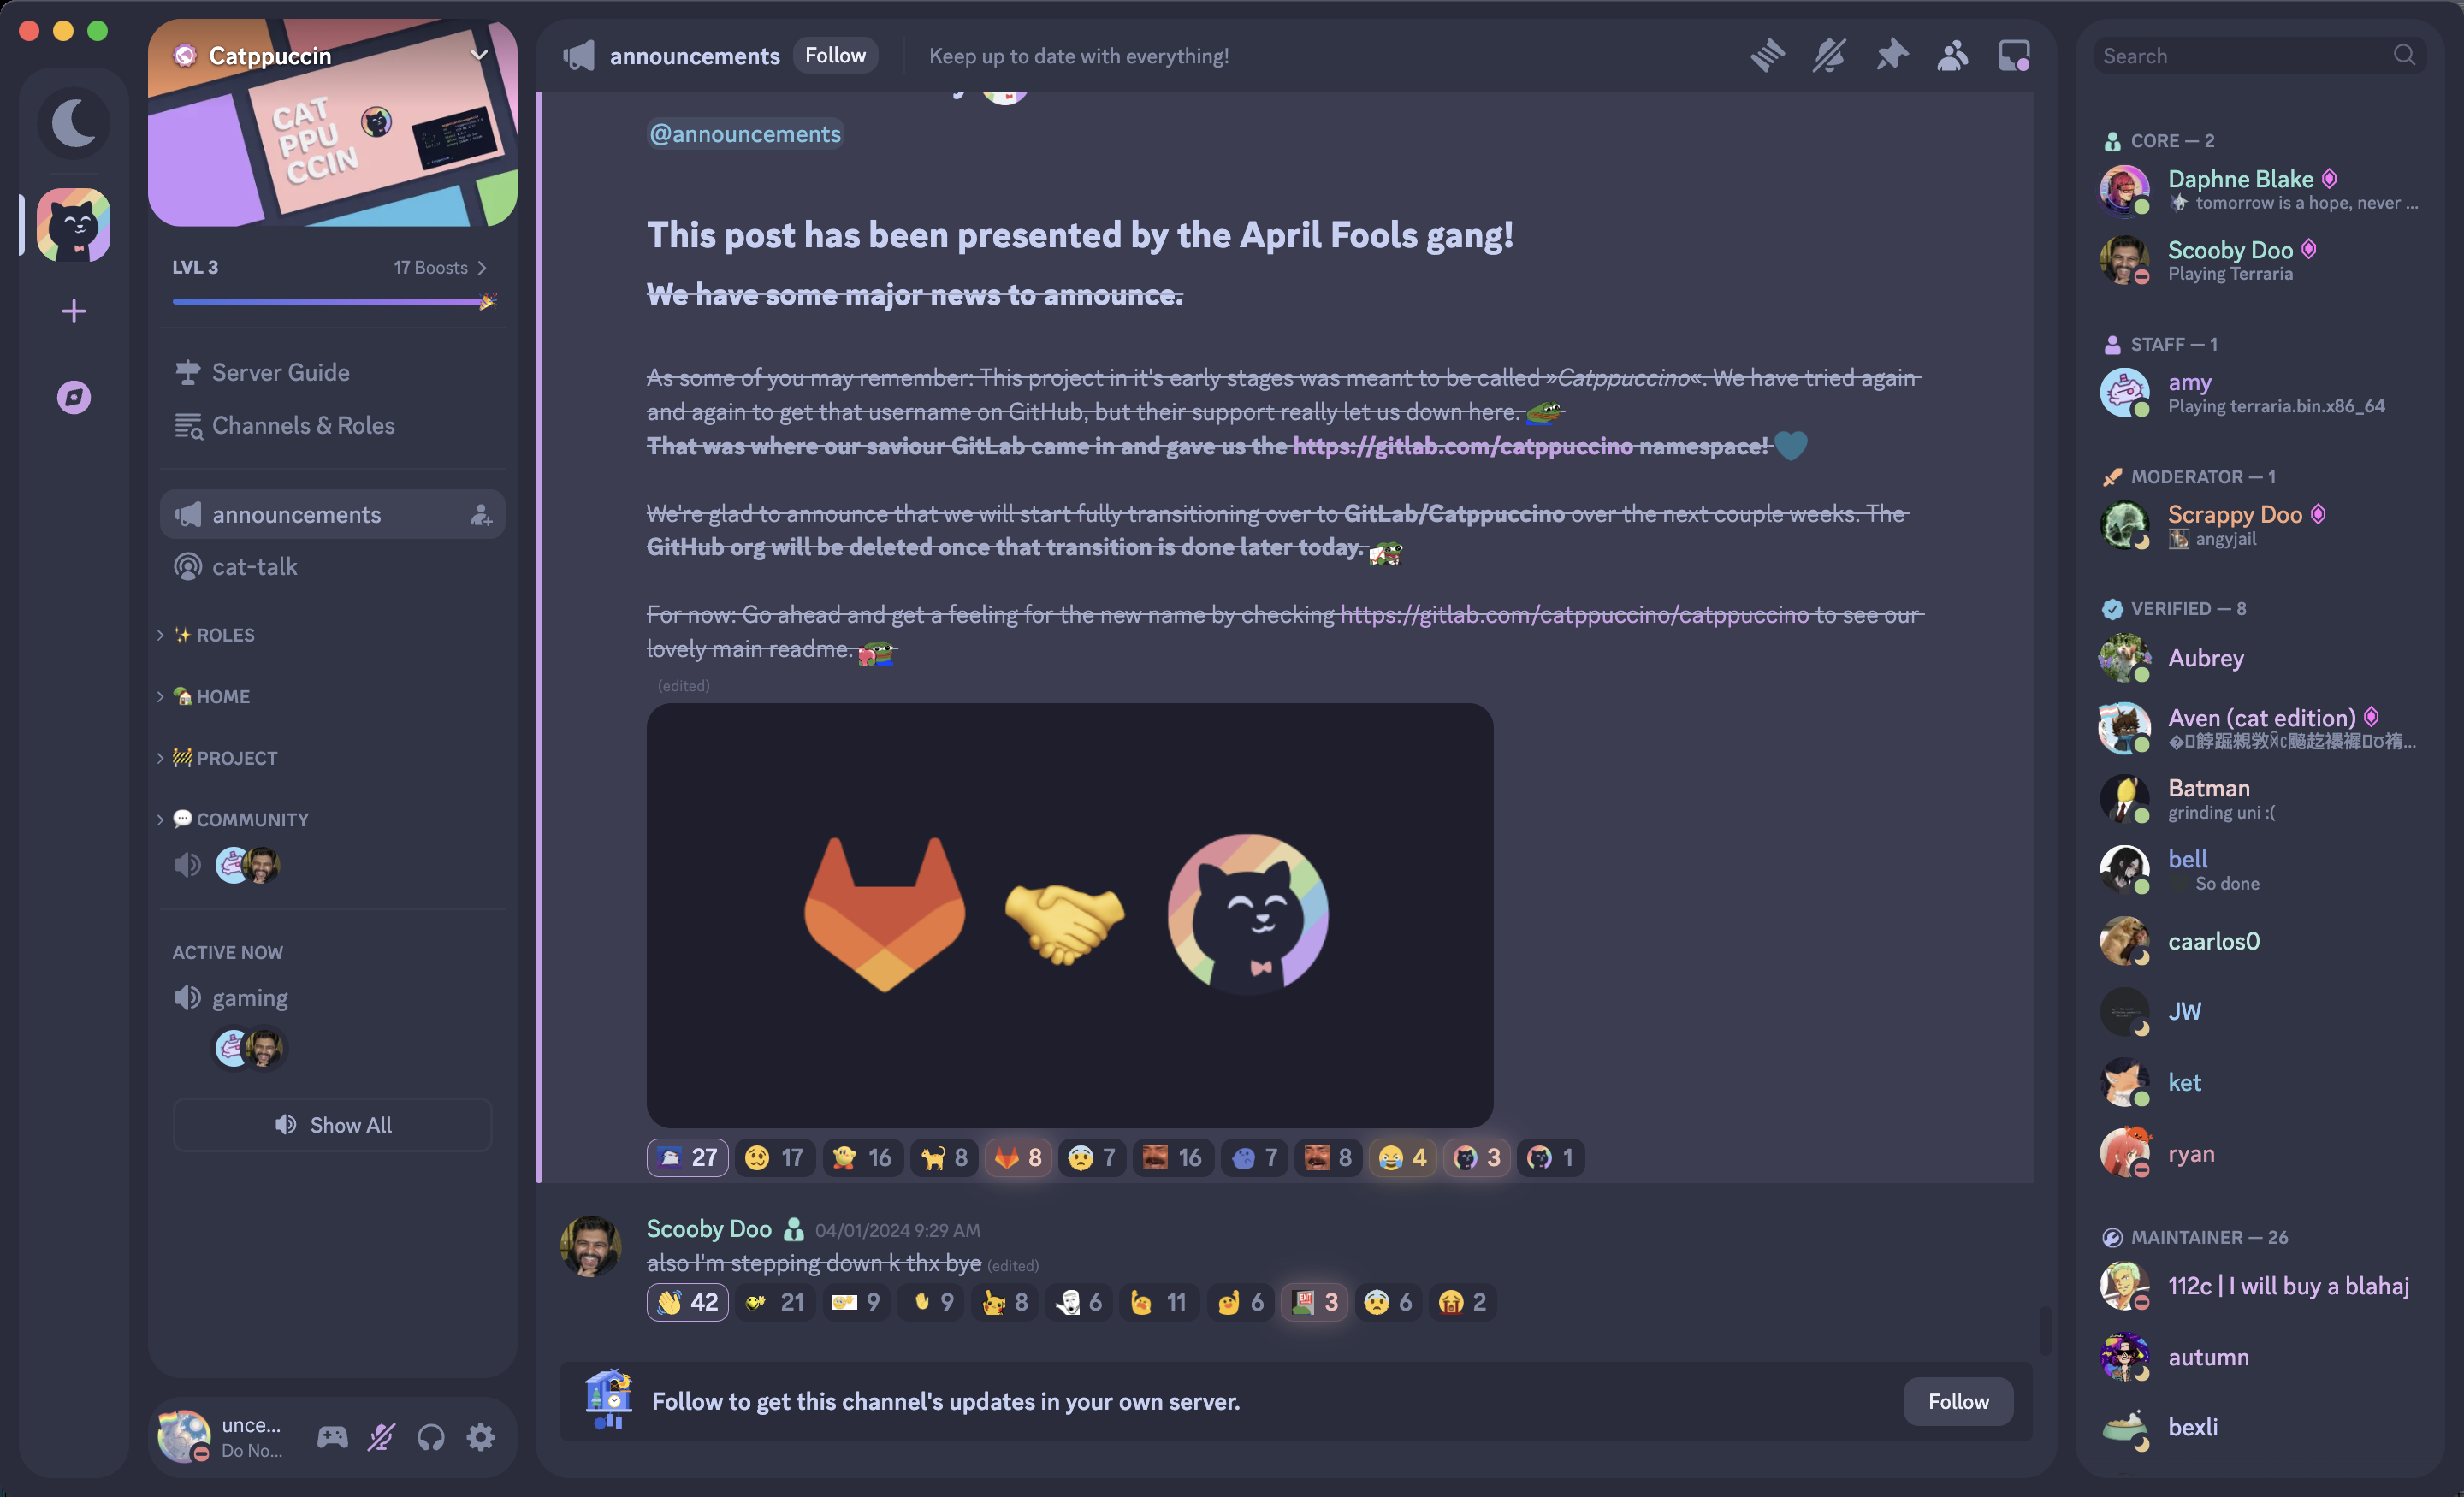 Catppuccin
CAT
PPU
CCIN
LVL 3
17 Boosts
Server Guide
Channels & Roles
announcements
cat-talk
ROLES
HOME
PROJECT
COMMUNITY
ACTIVE NOW
gaming
Show All
unce...
Do No...
announcements
Follow
Keep up to date with everything!
@announcements
This post has been presented by the April Fools gang!
We have some major news to announce.
As some of you may remember: This project in it's early stages was meant to be called »Catppuccino«. We have tried again
and again to get that username on GitHub, but their support really let us down here.
That was where our saviour GitLab came in and gave us the https://gitlab.com/catppuccino namespace!
We're glad to announce that we will start fully transitioning over to GitLab/Catppuccino over the next couple weeks. The
GitHub org will be deleted once that transition is done later today.
For now: Go ahead and get a feeling for the new name by checking https://gitlab.com/catppuccino/catppuccino to see our
lovely main readme.
(edited)
27 17 16 8 8 7 16 7 8 4 3 1
Scooby Doo 04/01/2024 9:29 AM
also I'm stepping down k thx bye (edited)
42 21 9 9 8 6 11 6 3 6 2
Follow to get this channel's updates in your own server.
Follow
Search
CORE — 2
Daphne Blake
tomorrow is a hope, never ...
Scooby Doo
Playing Terraria
STAFF — 1
amy
Playing terraria.bin.x86_64
MODERATOR — 1
Scrappy Doo
angyjail
VERIFIED — 8
Aubrey
Aven (cat edition)
Batman
grinding uni :(
bell
So done
caarlos0
JW
ket
ryan
MAINTAINER — 26
112c | I will buy a blahaj
autumn
bexli